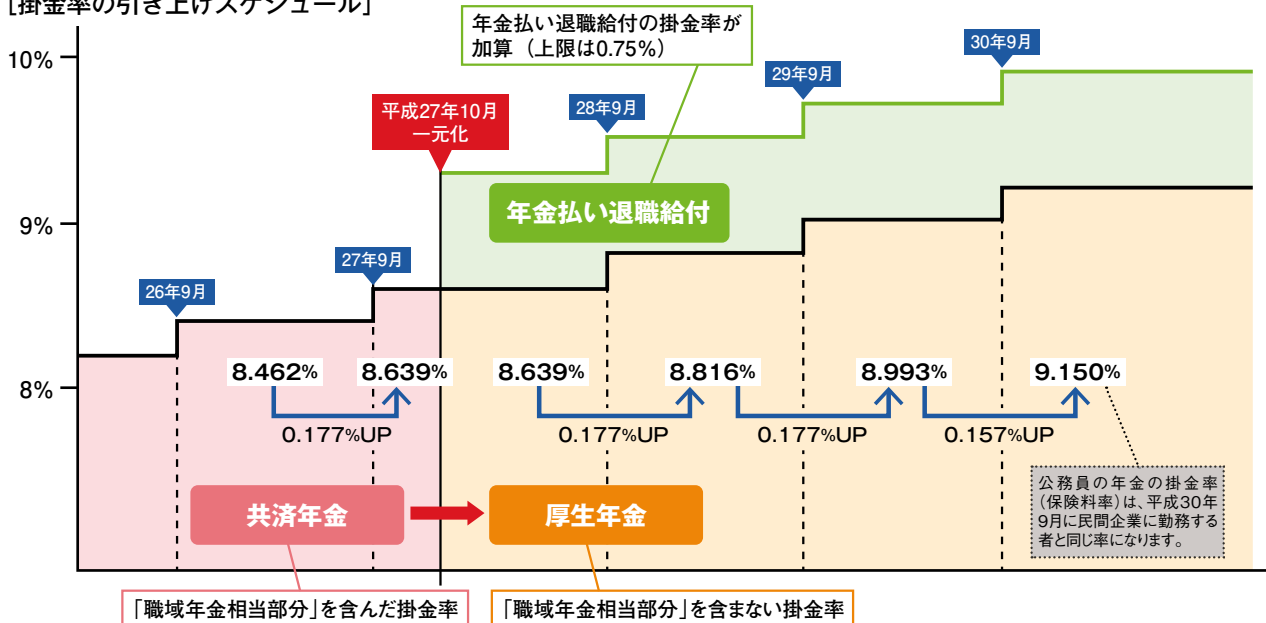 [掛金率の引き上げスケジュール]
年金払い退職給付の掛金率が
加算（上限は0.75%）
10%
9%
8%
26年9月
27年9月
平成27年10月
一元化
28年9月
29年9月
30年9月
年金払い退職給付
8.462%
8.639%
8.639%
8.816%
8.993%
9.150%
0.177%UP
0.177%UP
0.177%UP
0.157%UP
公務員の年金の掛金率
（保険料率）は、平成30年
9月に民間企業に勤務する
者と同じ率になります。
共済年金
厚生年金
「職域年金相当部分」を含んだ掛金率
「職域年金相当部分」を含まない掛金率